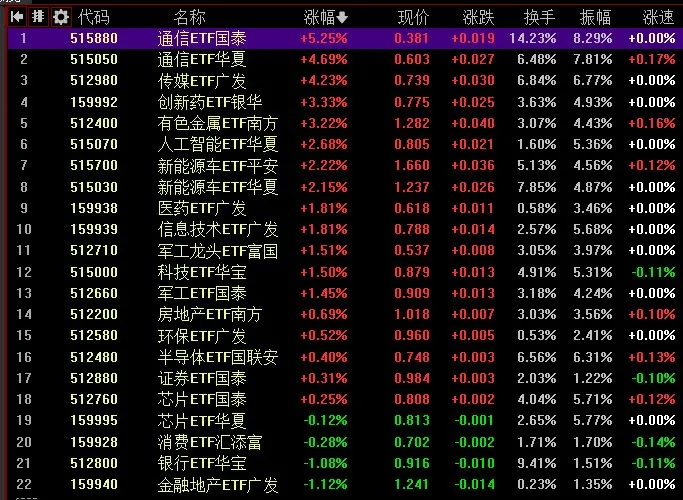 代码 名称 涨幅 现价 涨跌 换手 振幅 涨速
1 515880 通信ETF国泰 +5.25% 0.381 +0.019 14.23% 8.29% +0.00%
2 515050 通信ETF华夏 +4.69% 0.603 +0.027 6.48% 7.81% +0.17%
3 512980 传媒ETF广发 +4.23% 0.739 +0.030 6.84% 6.77% +0.00%
4 159992 创新药ETF银华 +3.33% 0.775 +0.025 3.63% 4.93% +0.00%
5 512400 有色金属ETF南方 +3.22% 1.282 +0.040 3.07% 4.43% +0.16%
6 515070 人工智能ETF华夏 +2.68% 0.805 +0.021 1.60% 5.36% +0.00%
7 515700 新能源车ETF平安 +2.22% 1.660 +0.036 5.13% 4.56% +0.12%
8 515030 新能源车ETF华夏 +2.15% 1.237 +0.026 7.85% 4.87% +0.00%
9 159938 医药ETF广发 +1.81% 0.618 +0.011 0.58% 3.46% +0.00%
10 159939 信息技术ETF广发 +1.81% 0.788 +0.014 2.57% 5.68% +0.00%
11 512710 军工龙头ETF富国 +1.51% 0.537 +0.008 3.05% 3.97% +0.00%
12 515000 科技ETF华宝 +1.50% 0.879 +0.013 4.91% 5.31% -0.11%
13 512660 军工ETF国泰 +1.45% 0.909 +0.013 3.18% 4.24% +0.00%
14 512200 房地产ETF南方 +0.69% 1.018 +0.007 3.03% 3.56% +0.10%
15 512580 环保ETF广发 +0.52% 0.960 +0.005 0.53% 2.41% +0.00%
16 512480 半导体ETF国联安 +0.40% 0.748 +0.003 6.56% 6.31% +0.13%
17 512880 证券ETF国泰 +0.31% 0.984 +0.003 2.03% 1.22% -0.10%
18 512760 芯片ETF国泰 +0.25% 0.808 +0.002 4.04% 5.71% +0.12%
19 159995 芯片ETF华夏 -0.12% 0.813 -0.001 2.65% 5.77% +0.00%
20 159928 消费ETF汇添富 -0.28% 0.702 -0.002 1.71% 1.70% -0.14%
21 512800 银行ETF华宝 -1.08% 0.916 -0.010 9.41% 1.51% -0.11%
22 159940 金融地产ETF广发 -1.12% 1.241 -0.014 0.23% 1.35% +0.00%